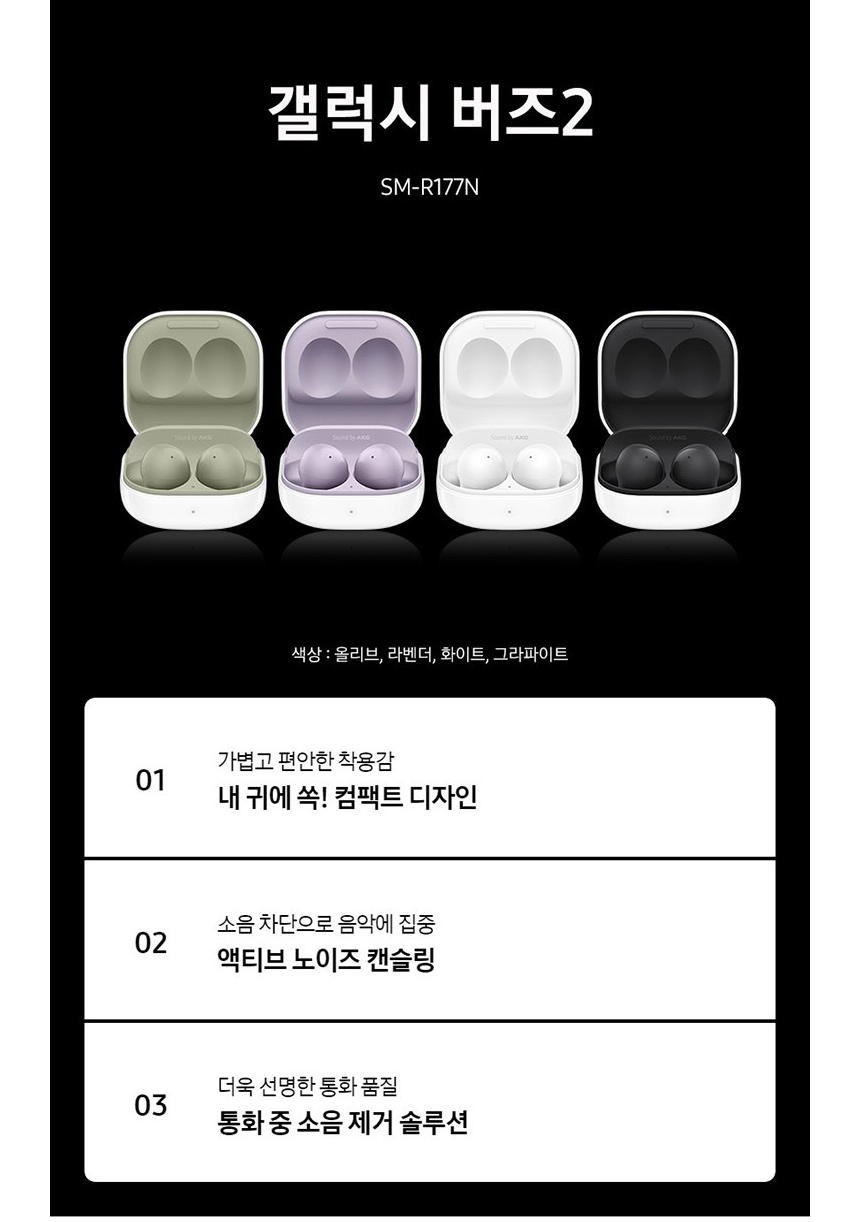 갤럭시 버즈2
SM-R177N
Sound by AKG
Sound by AKG
Sound by AKG
Sound by AKG
색상 : 올리브, 라벤더, 화이트, 그라파이트
01
가볍고 편안한 착용감
내 귀에 쏙! 컴팩트 디자인
02
소음 차단으로 음악에 집중
액티브 노이즈 캔슬링
03
더욱 선명한 통화 품질
통화 중 소음 제거 솔루션